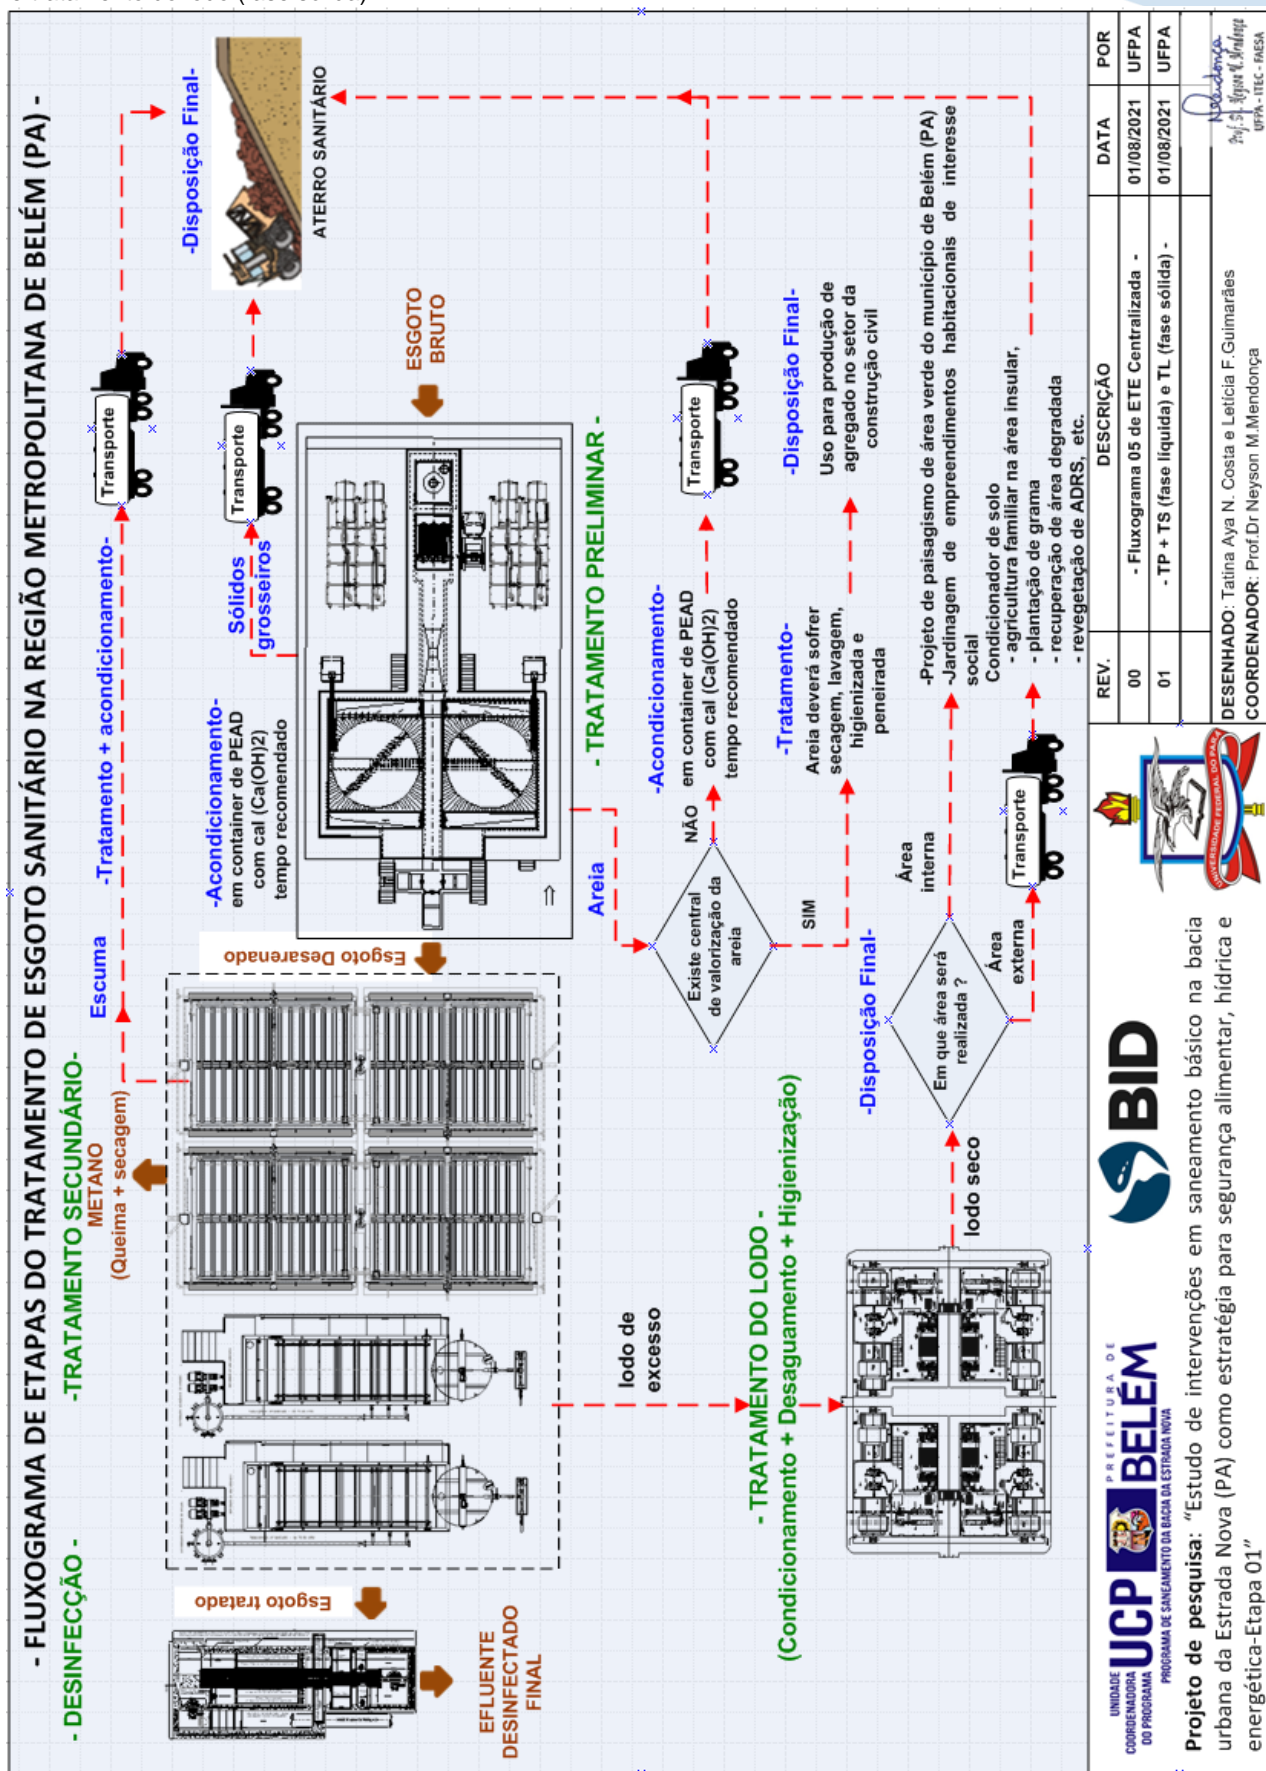 - FLUXOGRAMA DE ETAPAS DO TRATAMENTO DE ESGOTO SANITÁRIO NA REGIÃO METROPOLITANA DE BELÉM (PA) -
- DESINFECÇÃO -
-TRATAMENTO SECUNDÁRIO-
METANO
(Queima + secagem)
Escuma
-Tratamento + acondicionamento-
Transporte
-Disposição Final-
ATERRO SANITÁRIO
Transporte
Sólidos
grosseiros
-Acondicionamento-
em container de PEAD
com cal (Ca(OH)2)
tempo recomendado
ESGOTO
BRUTO
Esgoto Desarenado
Esgoto tratado
EFLUENTE
DESINFECTADO
FINAL
- TRATAMENTO PRELIMINAR -
Areia
lodo de
excesso
Existe central
de valorização da
areia
NÃO
-Acondicionamento-
em container de PEAD
com cal (Ca(OH)2)
tempo recomendado
Transporte
SIM
-Tratamento-
Areia deverá sofrer
secagem, lavagem,
higienizada e
peneirada
-Disposição Final-
Uso para produção de
agregado no setor da
construção civil
- TRATAMENTO DO LODO -
(Condicionamento + Desaguamento + Higienização)
lodo seco
-Disposição Final-
Em que área será
realizada ?
Área
interna
Área
externa
Transporte
-Projeto de paisagismo de área verde do município de Belém (PA)
-Jardinagem de empreendimentos habitacionais de interesse
social
Condicionador de solo
- agricultura familiar na área insular,
- plantação de grama
- recuperação de área degradada
- revegetação de ADRS, etc.
UNIDADE
COORDENADORA
DO PROGRAMA
UCP
PREFEITURA DE
BELÉM
PROGRAMA DE SANEAMENTO DA BACIA DA ESTRADA NOVA
BID
UNIVERSIDADE FEDERAL DO PARÁ
Projeto de pesquisa: "Estudo de intervenções em saneamento básico na bacia
urbana da Estrada Nova (PA) como estratégia para segurança alimentar, hídrica e
energética-Etapa 01"
REV. DESCRIÇÃO DATA POR
00 - Fluxograma 05 de ETE Centralizada - 01/08/2021 UFPA
01 - TP + TS (fase líquida) e TL (fase sólida) - 01/08/2021 UFPA
DESENHADO: Tatina Aya N. Costa e Letícia F.Guimarães
COORDENADOR: Prof.Dr Neyson M.Mendonça
UFPA - ITEC - FAESA